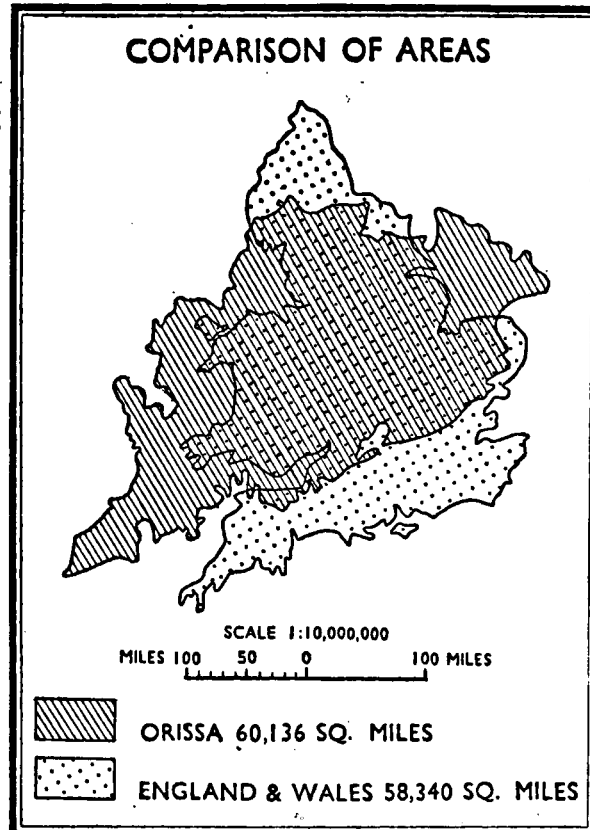 COMPARISON OF AREAS
SCALE 1:10,000,000
MILES 100 50 0 100 MILES
ORISSA 60,136 SQ. MILES
ENGLAND & WALES 58,340 SQ. MILES